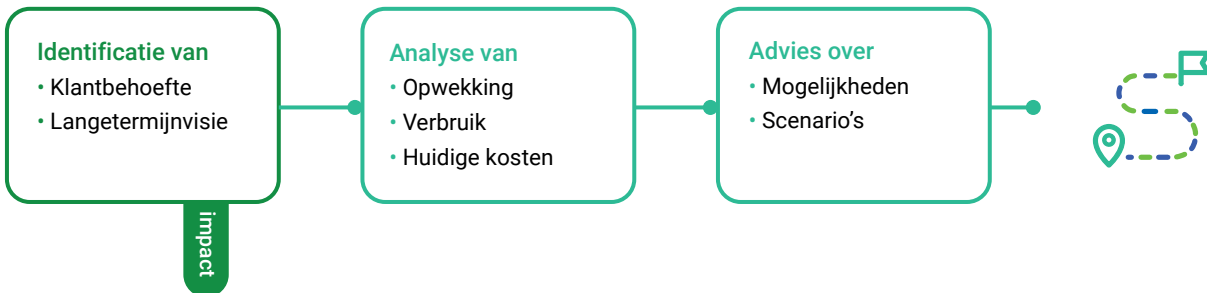 Identificatie van
• Klantbehoefte
• Langetermijnvisie
impact
Analyse van
• Opwekking
• Verbruik
• Huidige kosten
Advies over
• Mogelijkheden
• Scenario's